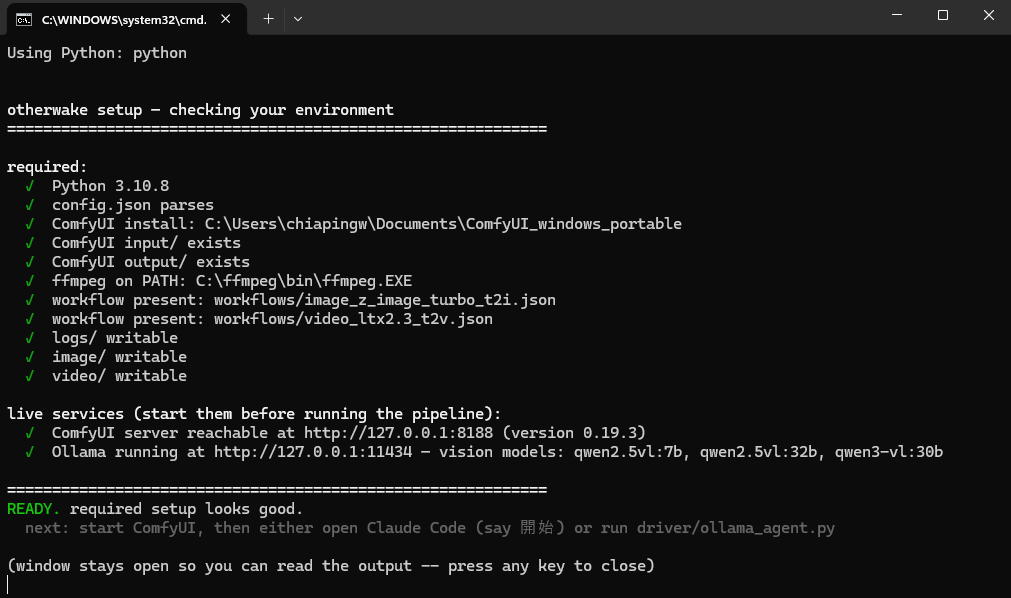 C:\WINDOWS\system32\cmd.
Using Python: python
otherwake setup — checking your environment
============================================================
required:
√ Python 3.10.8
√ config.json parses
√ ComfyUI install: C:\Users\chiapingw\Documents\ComfyUI_windows_portable
√ ComfyUI input/ exists
√ ComfyUI output/ exists
√ ffmpeg on PATH: C:\ffmpeg\bin\ffmpeg.EXE
√ workflow present: workflows/image_z_image_turbo_t2i.json
√ workflow present: workflows/video_ltx2.3_t2v.json
√ logs/ writable
√ image/ writable
√ video/ writable
live services (start them before running the pipeline):
√ ComfyUI server reachable at http://127.0.0.1:8188 (version 0.19.3)
√ Ollama running at http://127.0.0.1:11434 — vision models: qwen2.5vl:7b, qwen2.5vl:32b, qwen3-vl:30b
============================================================
READY. required setup looks good.
next: start ComfyUI, then either open Claude Code (say 開始) or run driver/ollama_agent.py
(window stays open so you can read the output -- press any key to close)